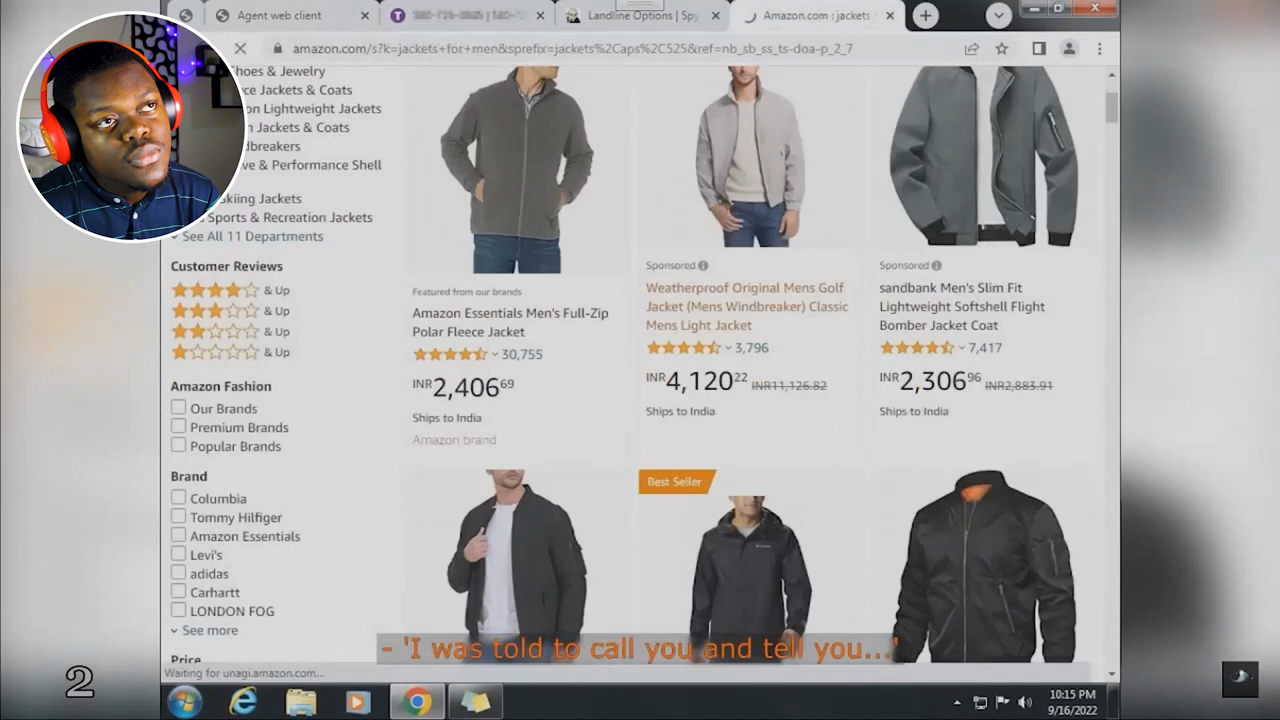 Agent web client
Landline Options | Spy
Amazon.com : jackets
amazon.com/s?k=jackets+for+men&sprefix=jackets%2Caps%2C525&ref=nb_sb_ss_ts-doa-p_2_7
Shoes & Jewelry
Jackets & Coats
Lightweight Jackets
Jackets & Coats
& Performance Shell
Skiing Jackets
Sports & Recreation Jackets
See All 11 Departments
Customer Reviews
& Up
& Up
& Up
& Up
Amazon Fashion
Our Brands
Premium Brands
Popular Brands
Brand
Columbia
Tommy Hilfiger
Amazon Essentials
Levi's
adidas
Carhartt
LONDON FOG
See more
Price
Featured from our brands
Amazon Essentials Men's Full-Zip
Polar Fleece Jacket
30,755
INR2,40669
Ships to India
Amazon brand
Sponsored
Weatherproof Original Mens Golf
Jacket (Mens Windbreaker) Classic
Mens Light Jacket
3,796
INR4,12022 INR11,126.82
Ships to India
Sponsored
sandbank Men's Slim Fit
Lightweight Softshell Flight
Bomber Jacket Coat
7,417
INR2,30696 INR2,883.91
Ships to India
Best Seller
- 'I was told to call you and tell you...'
Waiting for unagi.amazon.com...
2
10:15 PM
9/16/2022